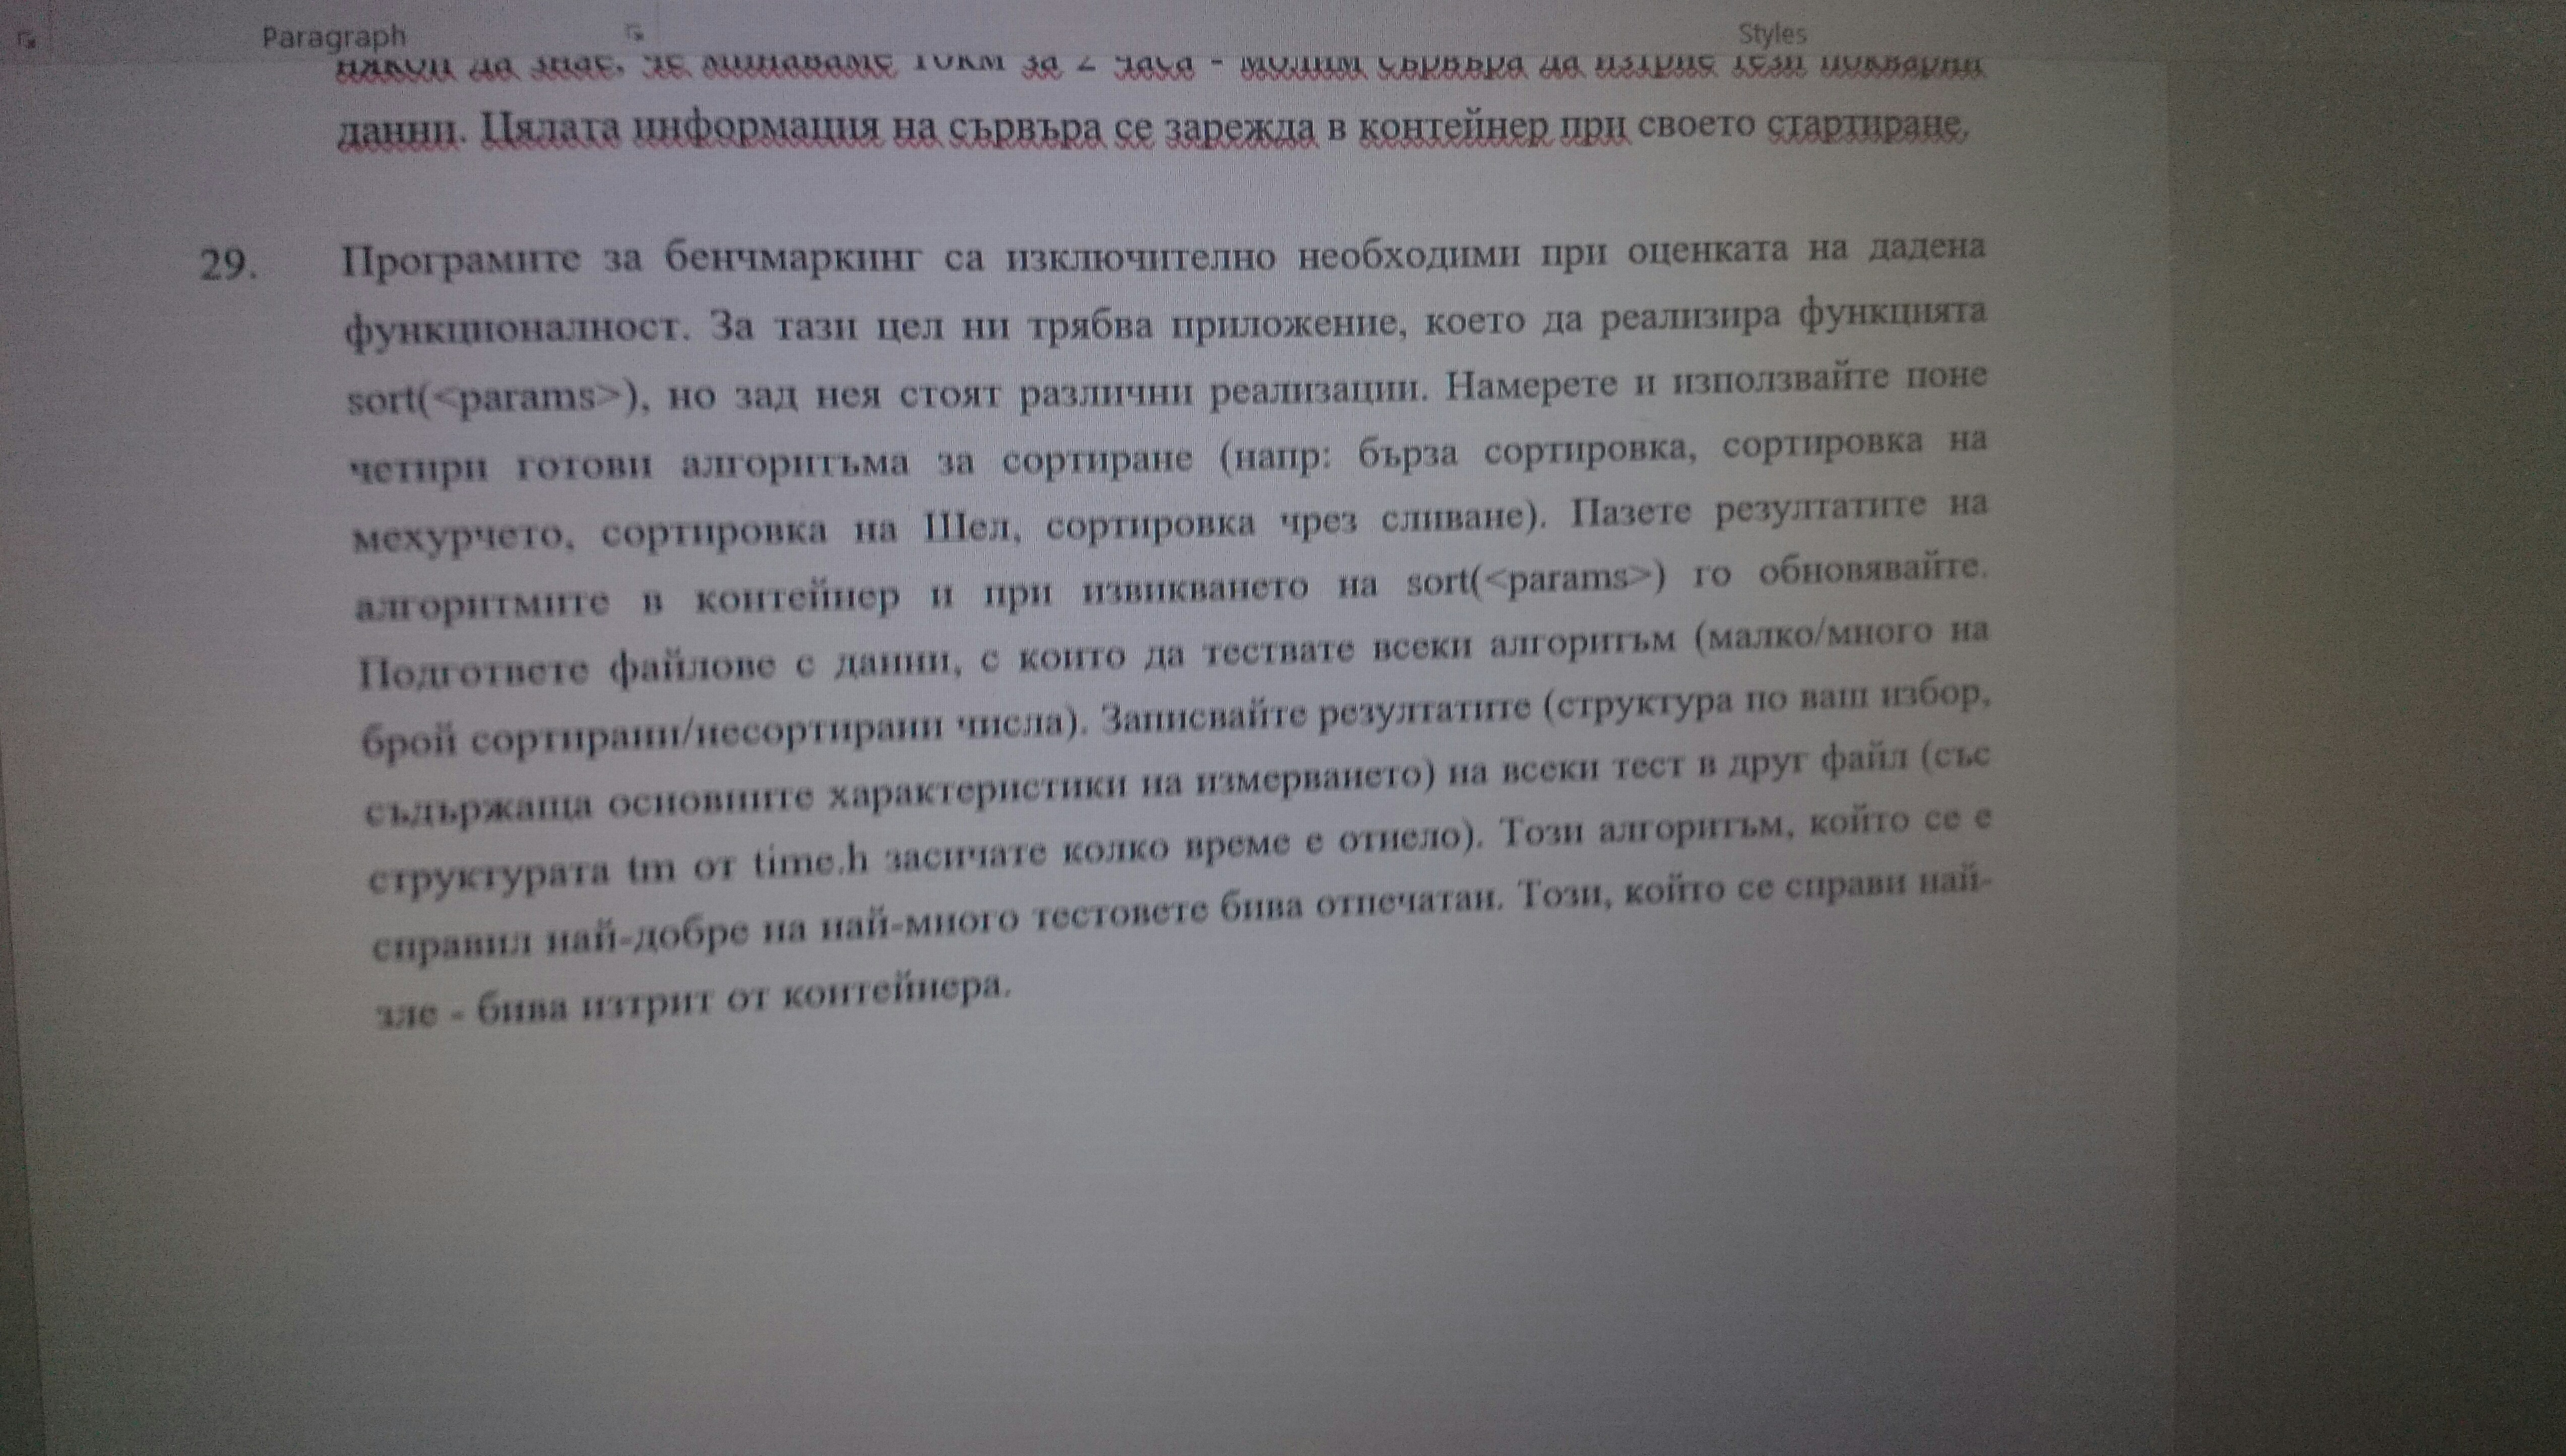 Paragraph Styles
някои да знае, че минаваме 10км за 2 часа - молим сървъра да изтрие тези
данни. Цялата информация на сървъра се зарежда в контейнер при своето стартиране.
29. Програмите за бенчмаркинг са изключително необходими при оценката на дадена
функционалност. За тази цел ни трябва приложение, което да реализира функцията
sort(<params>), но зад нея стоят различни реализации. Намерете и използвайте поне
четири готови алгоритъма за сортиране (напр: бърза сортировка, сортировка на
мехурчето, сортировка на Шел, сортировка чрез сливане). Пазете резултатите на
алгоритмите в контейнер и при извикването на sort(<params>) го обновявайте.
Подгответе файлове с данни, с които да тествате всеки алгоритъм (малко/много на
брой сортирани/несортирани числа). Записвайте резултатите (структура по ваш избор,
съдържаща основните характеристики на измерването) на всеки тест в друг файл (със
структурата tm от time.h засичате колко време е отнело). Този алгоритъм, който се е
справил най-добре на най-много тестовете бива отпечатан. Този, който се справи най-
зле - бива изтрит от контейнера.